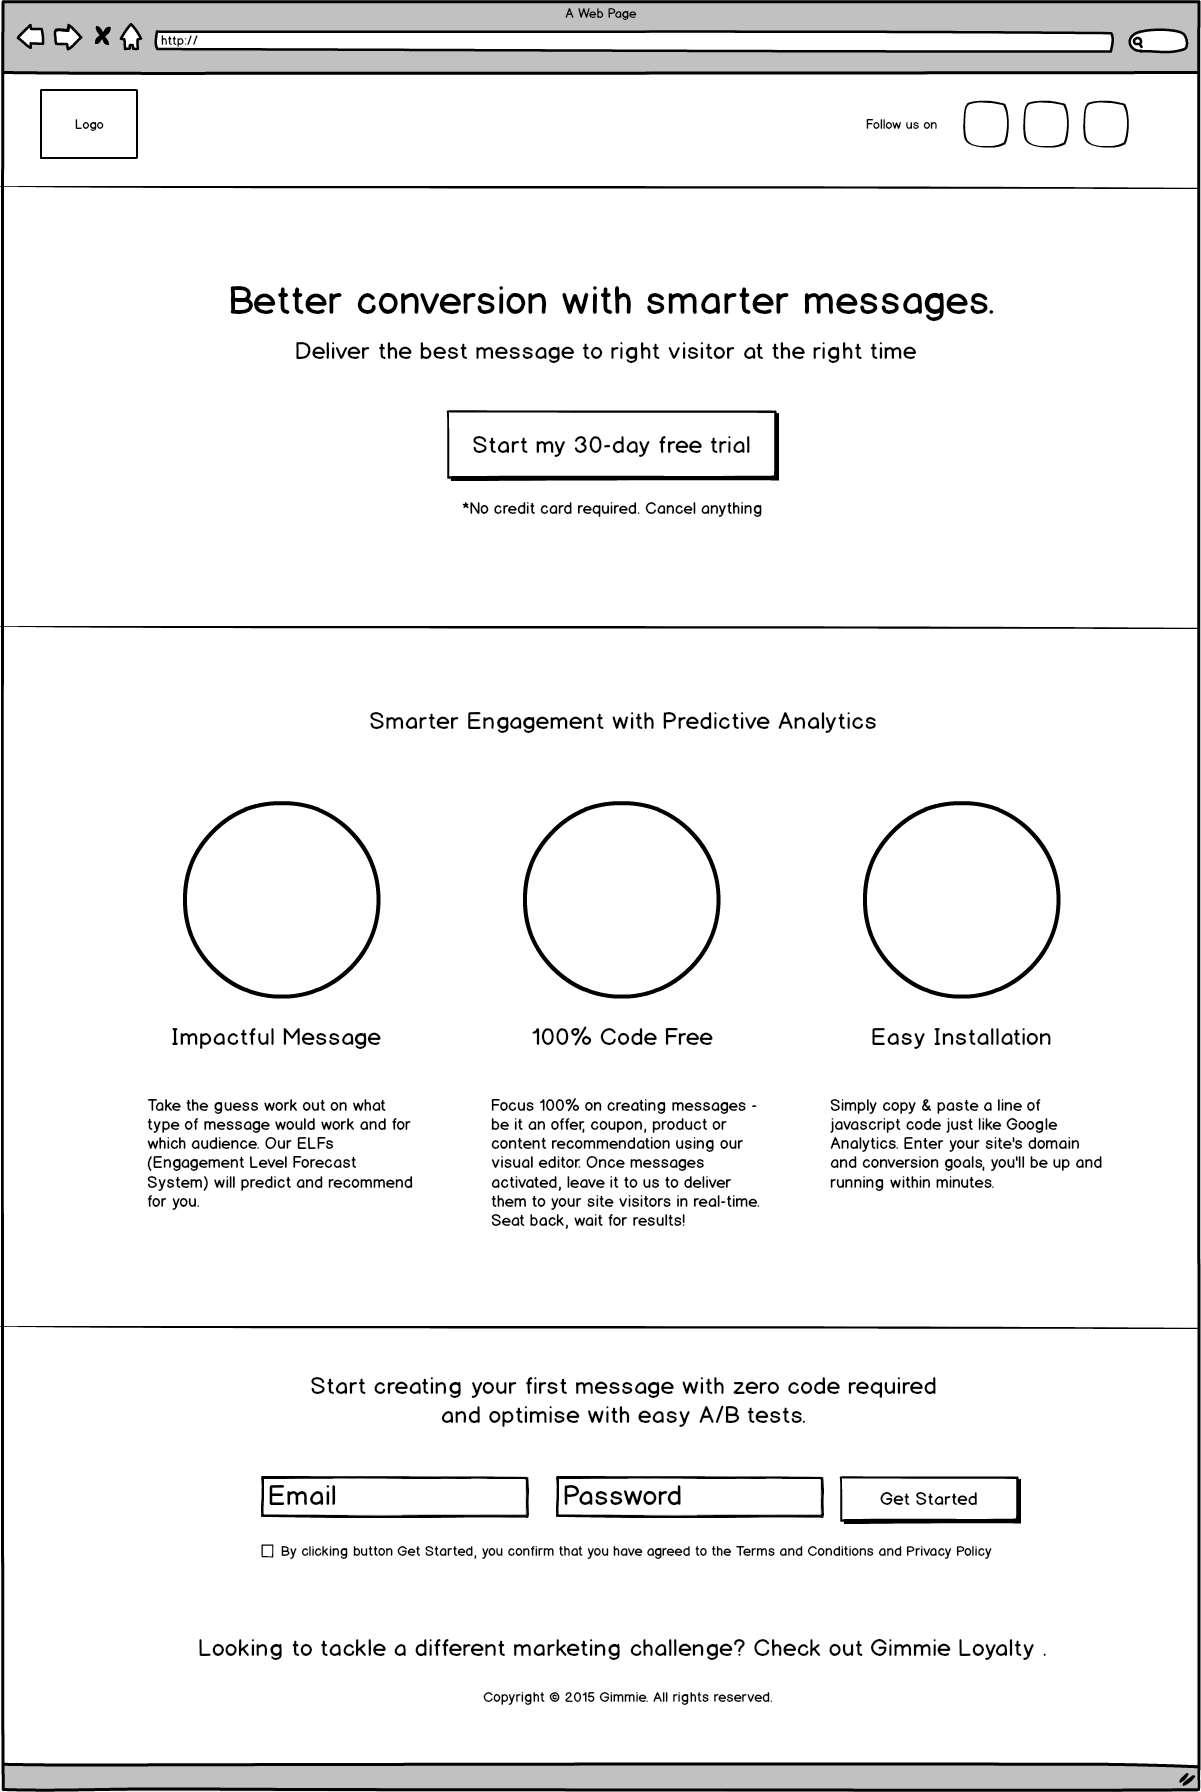 A Web Page
http://
Logo
Follow us on
Better conversion with smarter messages.
Deliver the best message to right visitor at the right time
Start my 30-day free trial
*No credit card required. Cancel anything
Smarter Engagement with Predictive Analytics
Impactful Message
Take the guess work out on what
type of message would work and for
which audience. Our ELFs
(Engagement Level Forecast
System) will predict and recommend
for you.
100% Code Free
Focus 100% on creating messages -
be it an offer, coupon, product or
content recommendation using our
visual editor. Once messages
activated, leave it to us to deliver
them to your site visitors in real-time.
Seat back, wait for results!
Easy Installation
Simply copy & paste a line of
javascript code just like Google
Analytics. Enter your site's domain
and conversion goals, you'll be up and
running within minutes.
Start creating your first message with zero code required
and optimise with easy A/B tests.
Email
Password
Get Started
By clicking button Get Started, you confirm that you have agreed to the Terms and Conditions and Privacy Policy
Looking to tackle a different marketing challenge? Check out Gimmie Loyalty .
Copyright © 2015 Gimmie. All rights reserved.